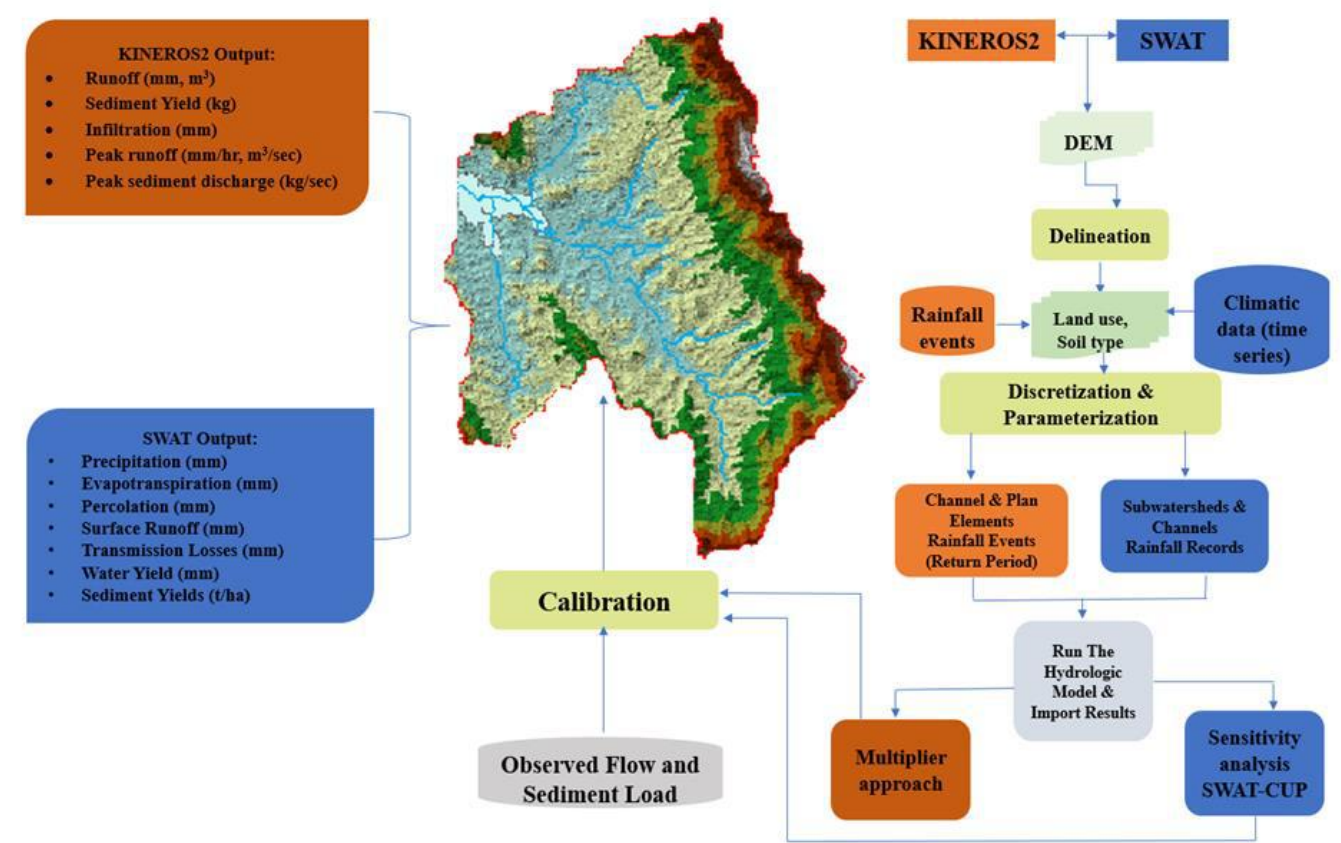 KINEROS2 Output:
• Runoff (mm, m³)
• Sediment Yield (kg)
• Infiltration (mm)
• Peak runoff (mm/hr, m³/sec)
• Peak sediment discharge (kg/sec)
SWAT Output:
• Precipitation (mm)
• Evapotranspiration (mm)
• Percolation (mm)
• Surface Runoff (mm)
• Transmission Losses (mm)
• Water Yield (mm)
• Sediment Yields (t/ha)
KINEROS2
SWAT
DEM
Delineation
Rainfall
events
Land use,
Soil type
Climatic
data (time
series)
Discretization &
Parameterization
Channel & Plan
Elements
Rainfall Events
(Return Period)
Subwatersheds &
Channels
Rainfall Records
Run The
Hydrologic
Model &
Import Results
Multiplier
approach
Sensitivity
analysis
SWAT-CUP
Calibration
Observed Flow and
Sediment Load